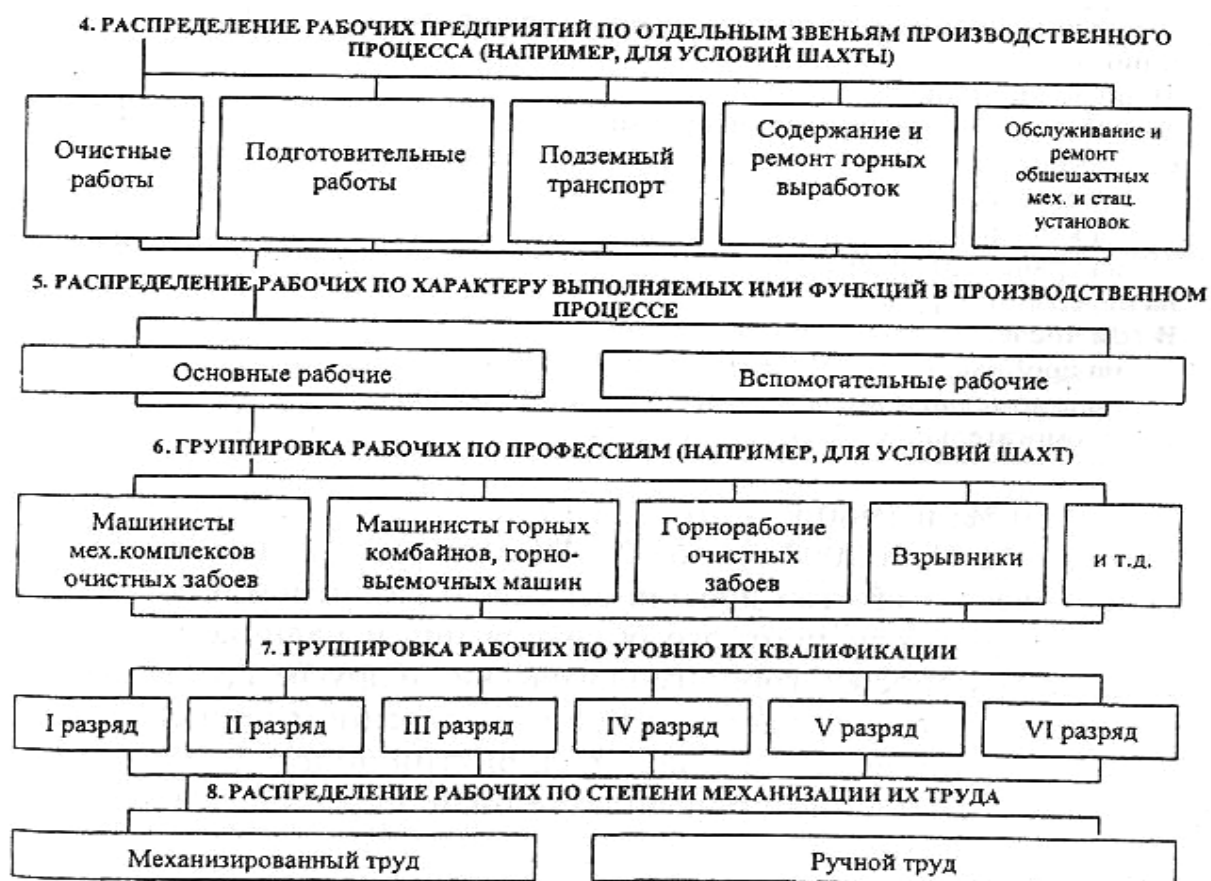 4. РАСПРЕДЕЛЕНИЕ РАБОЧИХ ПРЕДПРИЯТИЙ ПО ОТДЕЛЬНЫМ ЗВЕНЬЯМ ПРОИЗВОДСТВЕННОГО
ПРОЦЕССА (НАПРИМЕР, ДЛЯ УСЛОВИЙ ШАХТЫ)
Очистные
работы
Подготовительные
работы
Подземный
транспорт
Содержание и
ремонт горных
выработок
Обслуживание и
ремонт
обшешахтных
мех. и стац.
установок
5. РАСПРЕДЕЛЕНИЕ РАБОЧИХ ПО ХАРАКТЕРУ ВЫПОЛНЯЕМЫХ ИМИ ФУНКЦИЙ В ПРОИЗВОДСТВЕННОМ
ПРОЦЕССЕ
Основные рабочие
Вспомогательные рабочие
6. ГРУППИРОВКА РАБОЧИХ ПО ПРОФЕССИЯМ (НАПРИМЕР, ДЛЯ УСЛОВИЙ ШАХТ)
Машинисты
мех.комплексов
очистных забоев
Машинисты горных
комбайнов, горно-
выемочных машин
Горнорабочие
очистных
забоев
Взрывники
и т.д.
7. ГРУППИРОВКА РАБОЧИХ ПО УРОВНЮ ИХ КВАЛИФИКАЦИИ
I разряд
II разряд
III разряд
IV разряд
V разряд
VI разряд
8. РАСПРЕДЕЛЕНИЕ РАБОЧИХ ПО СТЕПЕНИ МЕХАНИЗАЦИИ ИХ ТРУДА
Механизированный труд
Ручной труд